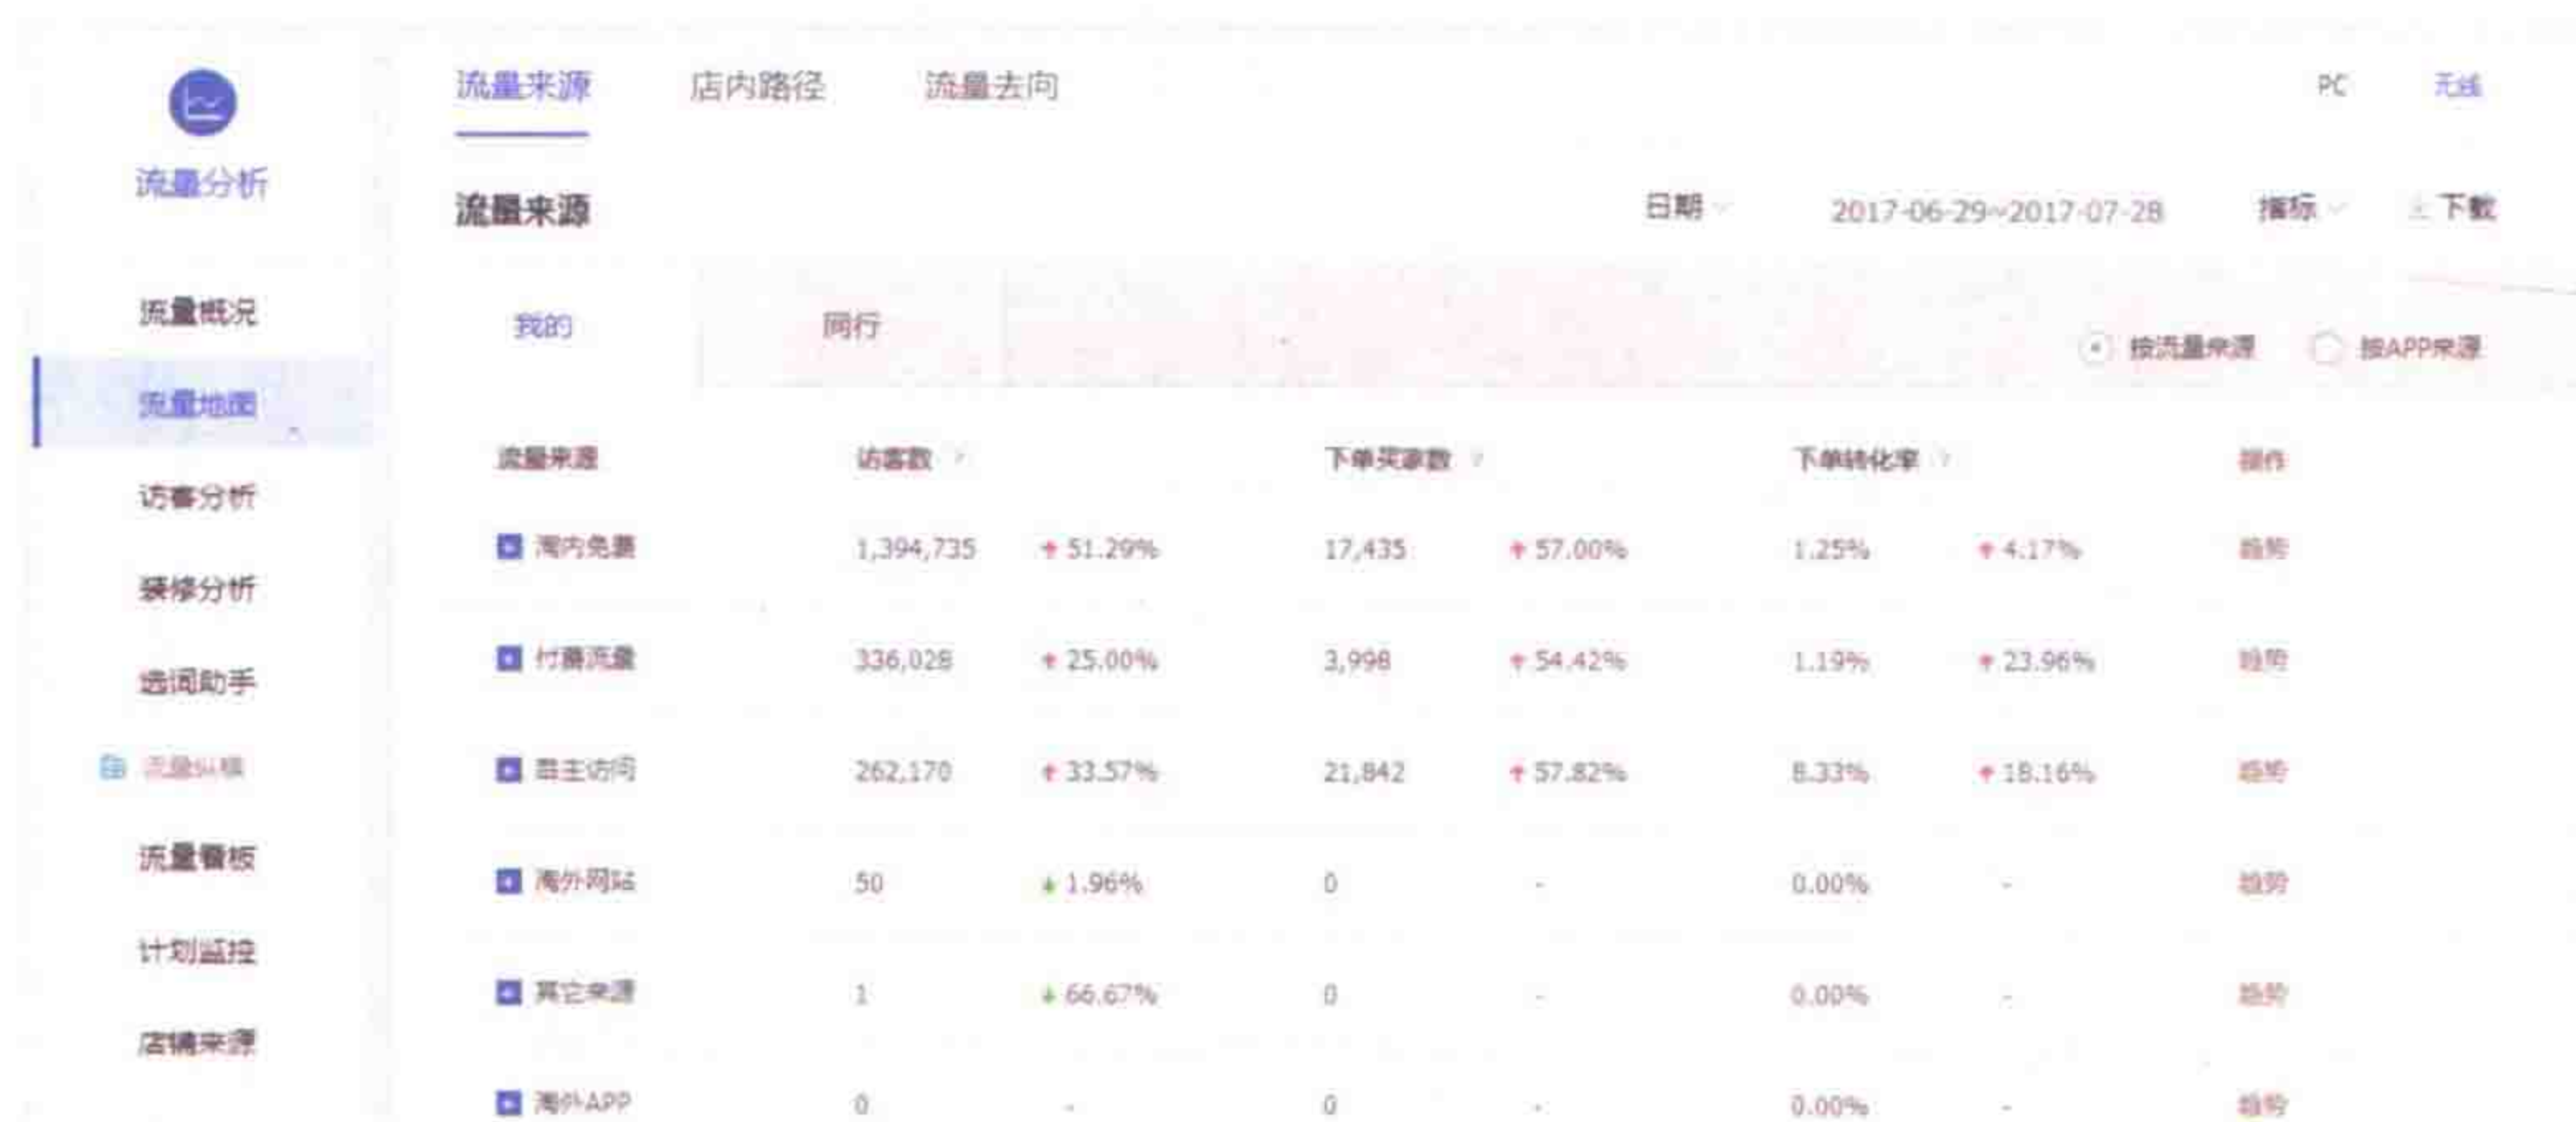 流量来源 店内路径 流量去向 PC 无线
流量分析
流量来源 日期 2017-06-29~2017-07-28 指标 下载
流量概况
我的 同行
按流量来源 按APP来源
流量地图
流量来源 访客数 ? 下单买家数 ? 下单转化率 ? 操作
访客分析
淘内免费 1,394,735 51.29% 17,435 57.00% 1.25% 4.17% 趋势
装修分析
付费流量 336,028 25.00% 3,998 54.42% 1.19% 23.96% 趋势
选词助手
流量纵横
自主访问 262,170 33.57% 21,842 57.82% 8.33% 18.16% 趋势
流量看板
淘外网站 50 1.96% 0 - 0.00% - 趋势
计划监控
其它来源 1 66.67% 0 - 0.00% - 趋势
店铺来源
淘外APP 0 - 0 - 0.00% - 趋势